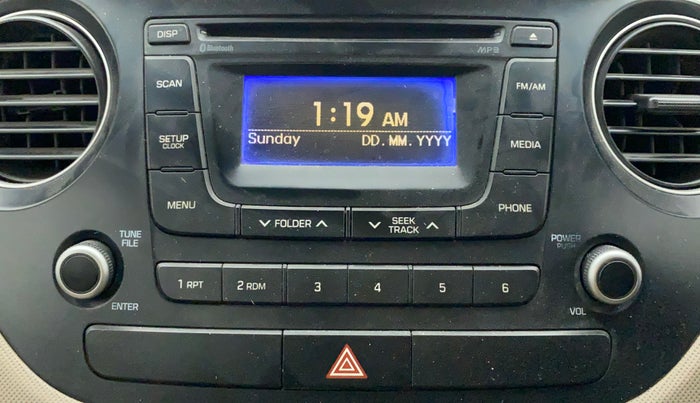 DISP
Bluetooth
MP3
SCAN
FM/AM
1:19 AM
Sunday DD.MM.YYYY
SETUP
CLOCK
MEDIA
MENU
PHONE
FOLDER
SEEK
TRACK
TUNE
FILE
POWER
PUSH
1 RPT
2 RDM
3
4
5
6
ENTER
VOL